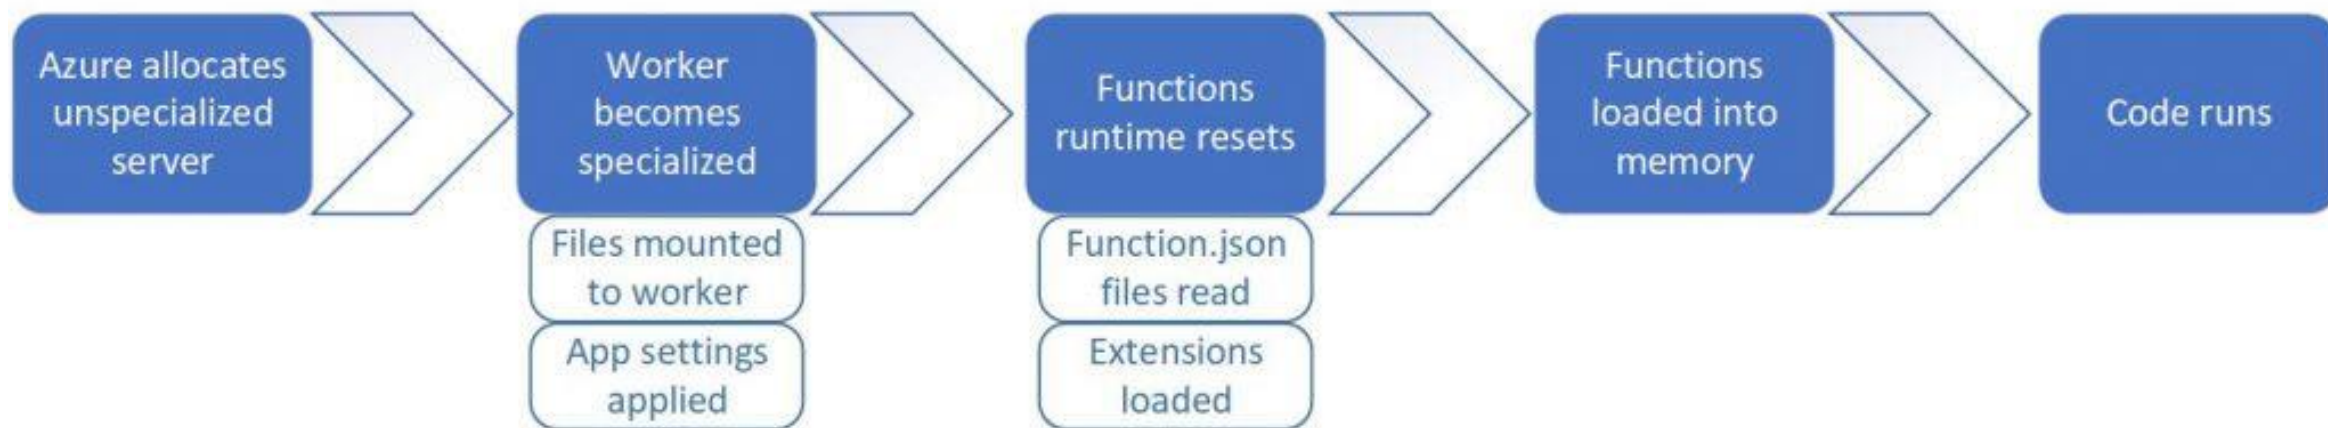 Azure allocates
unspecialized
server
Worker
becomes
specialized
Files mounted
to worker
App settings
applied
Functions
runtime resets
Function.json
files read
Extensions
loaded
Functions
loaded into
memory
Code runs